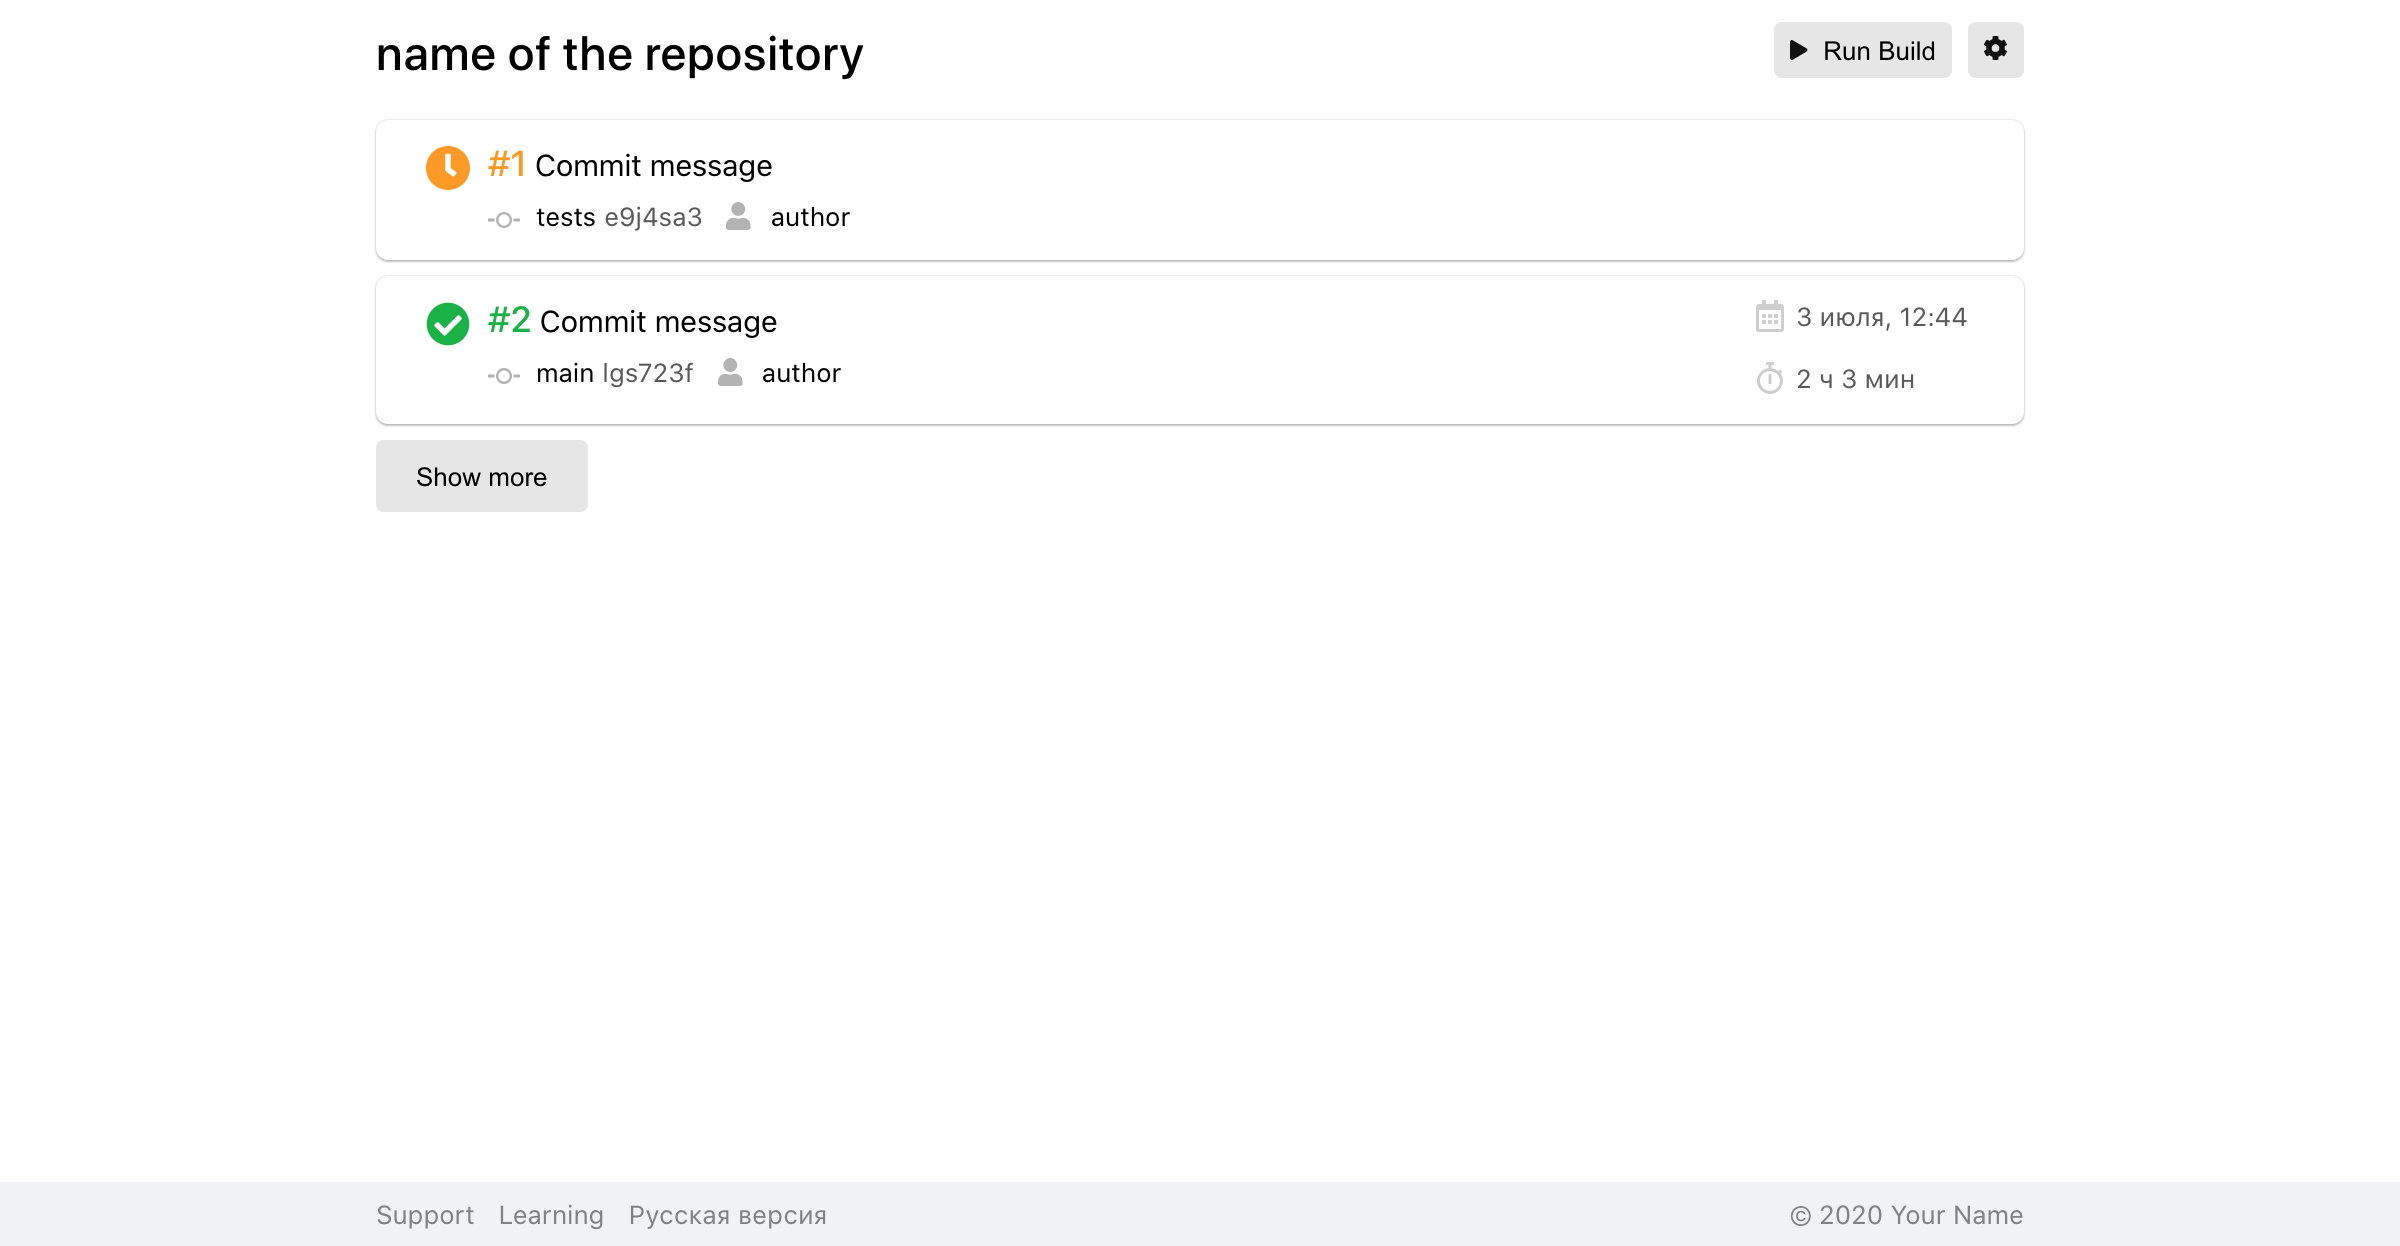 name of the repository
Run Build
#1 Commit message
tests e9j4sa3 author
#2 Commit message
main lgs723f author
3 июля, 12:44
2 ч 3 мин
Show more
Support Learning Русская версия
© 2020 Your Name